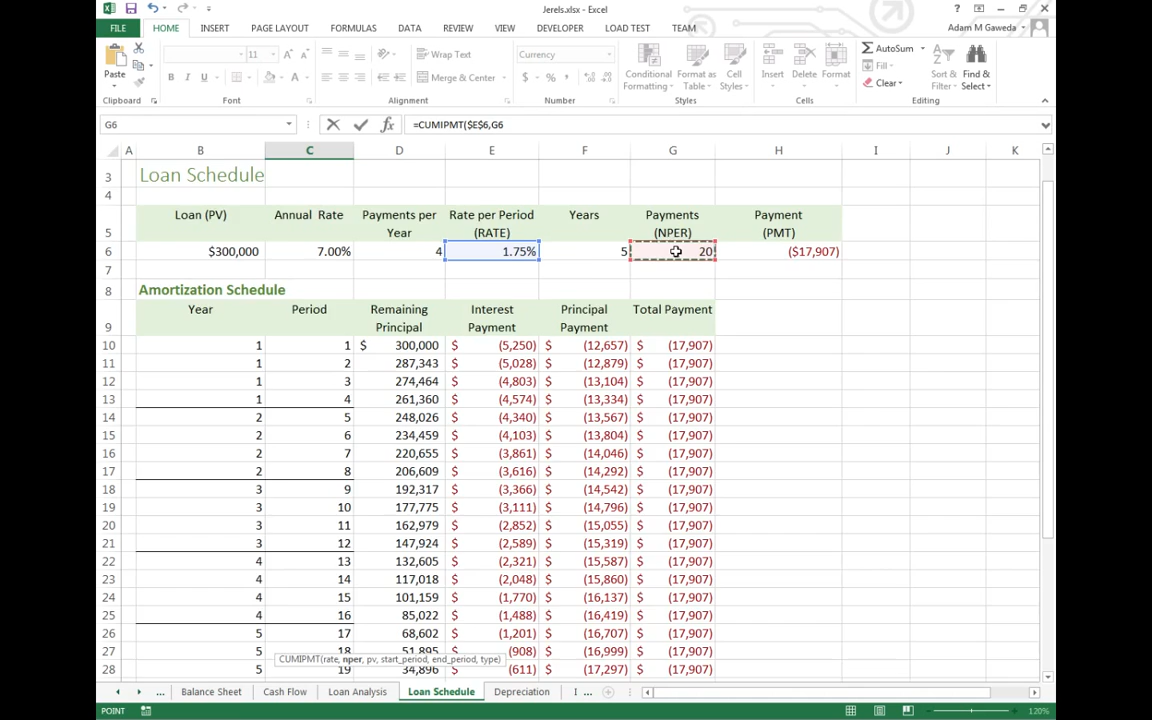 Jerels.xlsx - Excel
FILE HOME INSERT PAGE LAYOUT FORMULAS DATA REVIEW VIEW DEVELOPER LOAD TEST TEAM Adam M Gaweda
Paste 11 Wrap Text Currency AutoSum
B I U A Merge & Center $ % Conditional Formatting Format as Table Cell Styles Insert Delete Format Fill Clear Sort & Filter Find & Select
Clipboard Font Alignment Number Styles Cells Editing
G6 fx =CUMIPMT($E$6,G6
A B C D E F G H I J K
3 Loan Schedule
4
Loan (PV) Annual Rate Payments per Rate per Period Years Payments Payment
5 Year (RATE) (NPER) (PMT)
6 $300,000 7.00% 4 1.75% 5 20 ($17,907)
7
8 Amortization Schedule
Year Period Remaining Interest Principal Total Payment
9 Principal Payment Payment
10 1 1 $ 300,000 $ (5,250) $ (12,657) $ (17,907)
11 1 2 287,343 $ (5,028) $ (12,879) $ (17,907)
12 1 3 274,464 $ (4,803) $ (13,104) $ (17,907)
13 1 4 261,360 $ (4,574) $ (13,334) $ (17,907)
14 2 5 248,026 $ (4,340) $ (13,567) $ (17,907)
15 2 6 234,459 $ (4,103) $ (13,804) $ (17,907)
16 2 7 220,655 $ (3,861) $ (14,046) $ (17,907)
17 2 8 206,609 $ (3,616) $ (14,292) $ (17,907)
18 3 9 192,317 $ (3,366) $ (14,542) $ (17,907)
19 3 10 177,775 $ (3,111) $ (14,796) $ (17,907)
20 3 11 162,979 $ (2,852) $ (15,055) $ (17,907)
21 3 12 147,924 $ (2,589) $ (15,319) $ (17,907)
22 4 13 132,605 $ (2,321) $ (15,587) $ (17,907)
23 4 14 117,018 $ (2,048) $ (15,860) $ (17,907)
24 4 15 101,159 $ (1,770) $ (16,137) $ (17,907)
25 4 16 85,022 $ (1,488) $ (16,419) $ (17,907)
26 5 17 68,602 $ (1,201) $ (16,707) $ (17,907)
27 5 18 51,895 (908) $ (16,999) $ (17,907)
CUMIPMT(rate, nper, pv, start_period, end_period, type)
28 5 19 34,896 $ (611) $ (17,297) $ (17,907)
... Balance Sheet Cash Flow Loan Analysis Loan Schedule Depreciation I ...
POINT 120%